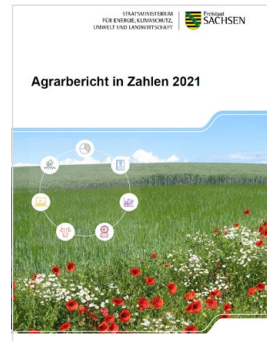 STAATSMINISTERIUM
FÜR ENERGIE, KLIMASCHUTZ,
UMWELT UND LANDWIRTSCHAFT
Freistaat
SACHSEN
Agrarbericht in Zahlen 2021